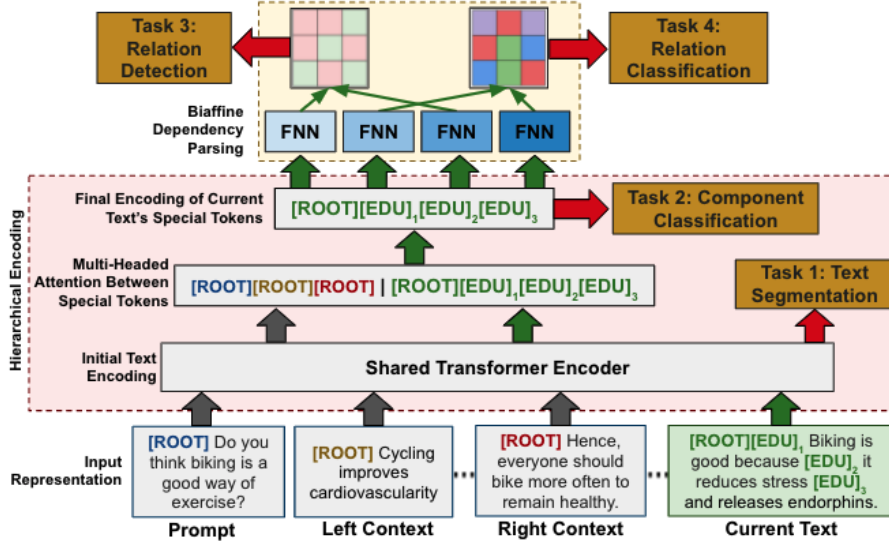 Task 3:
Relation
Detection
Task 4:
Relation
Classification
Biaffine
Dependency
Parsing
FNN
FNN
FNN
FNN
Hierarchical Encoding
Final Encoding of Current
Text's Special Tokens
[ROOT][EDU]₁[EDU]₂[EDU]₃
Task 2: Component
Classification
Multi-Headed
Attention Between
Special Tokens
[ROOT][ROOT][ROOT] | [ROOT][EDU]₁[EDU]₂[EDU]₃
Task 1: Text
Segmentation
Initial Text
Encoding
Shared Transformer Encoder
Input
Representation
[ROOT] Do you
think biking is a
good way of
exercise?
Prompt
[ROOT] Cycling
improves
cardiovascularity
Left Context
[ROOT] Hence,
everyone should
bike more often to
remain healthy.
Right Context
[ROOT][EDU]₁ Biking is
good because [EDU]₂ it
reduces stress [EDU]₃
and releases endorphins.
Current Text